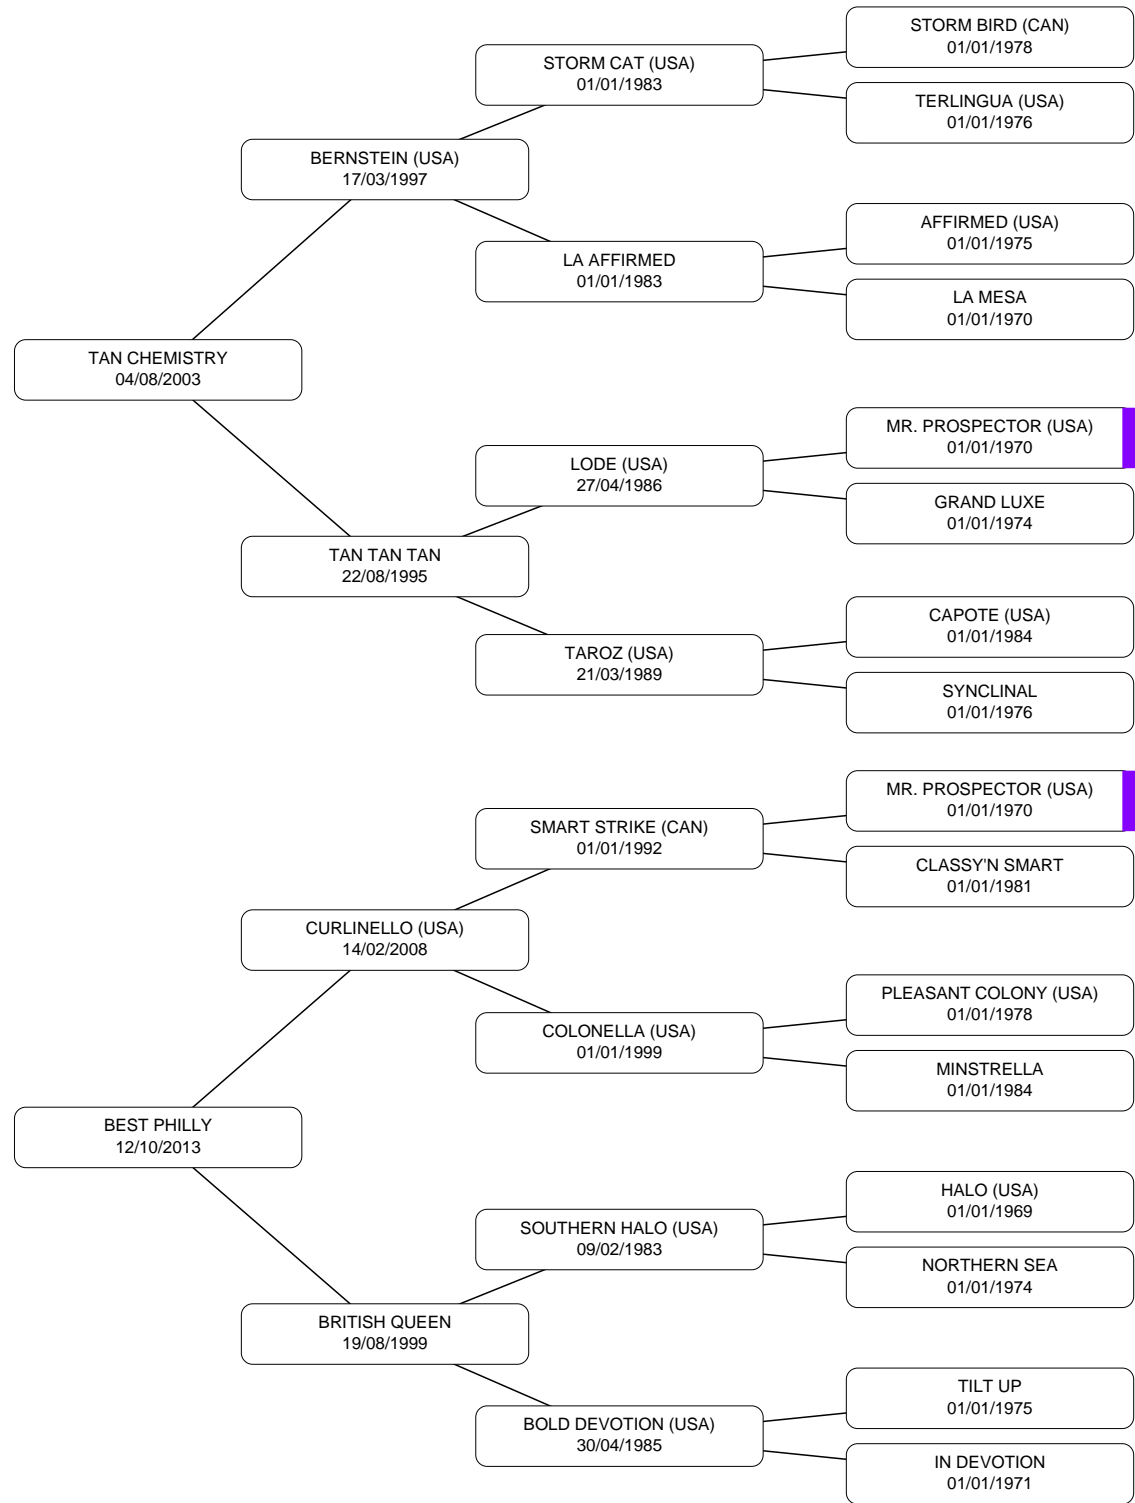 STORM BIRD (CAN)
01/01/1978
STORM CAT (USA)
01/01/1983
TERLINGUA (USA)
01/01/1976
BERNSTEIN (USA)
17/03/1997
AFFIRMED (USA)
01/01/1975
LA AFFIRMED
01/01/1983
LA MESA
01/01/1970
TAN CHEMISTRY
04/08/2003
MR. PROSPECTOR (USA)
01/01/1970
LODE (USA)
27/04/1986
GRAND LUXE
01/01/1974
TAN TAN TAN
22/08/1995
CAPOTE (USA)
01/01/1984
TAROZ (USA)
21/03/1989
SYNCLINAL
01/01/1976
MR. PROSPECTOR (USA)
01/01/1970
SMART STRIKE (CAN)
01/01/1992
CLASSY'N SMART
01/01/1981
CURLINELLO (USA)
14/02/2008
PLEASANT COLONY (USA)
01/01/1978
COLONELLA (USA)
01/01/1999
MINSTRELLA
01/01/1984
BEST PHILLY
12/10/2013
HALO (USA)
01/01/1969
SOUTHERN HALO (USA)
09/02/1983
NORTHERN SEA
01/01/1974
BRITISH QUEEN
19/08/1999
TILT UP
01/01/1975
BOLD DEVOTION (USA)
30/04/1985
IN DEVOTION
01/01/1971